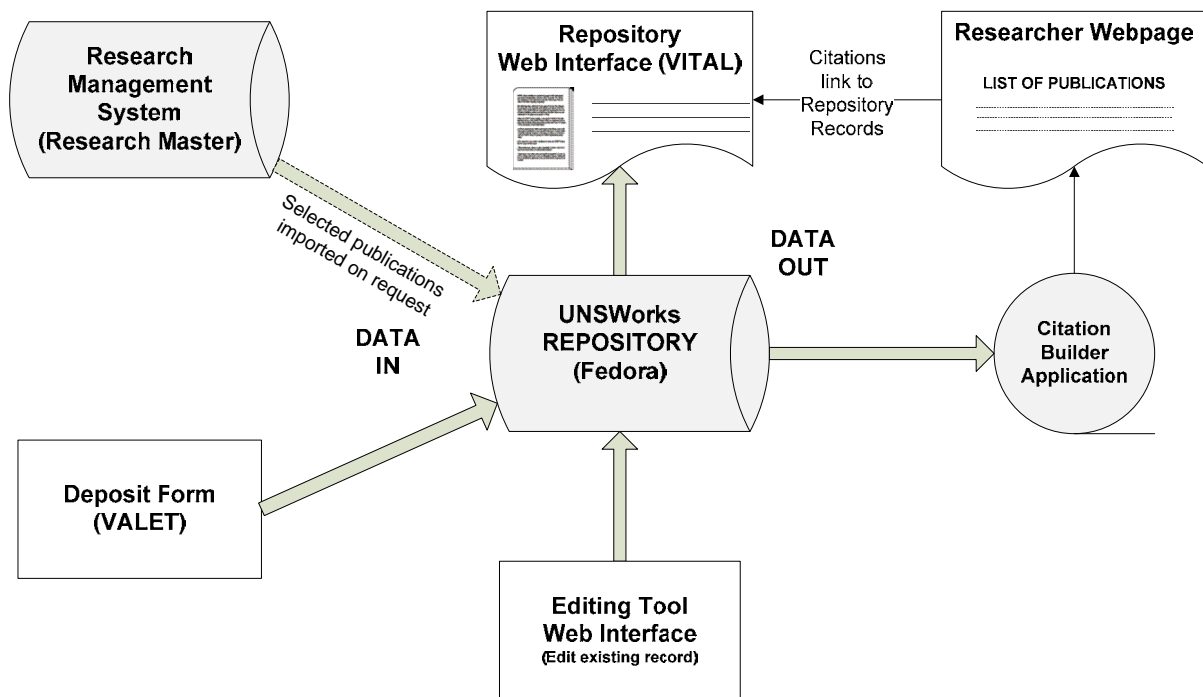 Research
Management
System
(Research Master)
Repository
Web Interface (VITAL)
Citations
link to
Repository
Records
Researcher Webpage
LIST OF PUBLICATIONS
Selected publications
imported on request
DATA
IN
DATA
OUT
UNSWorks
REPOSITORY
(Fedora)
Citation
Builder
Application
Deposit Form
(VALET)
Editing Tool
Web Interface
(Edit existing record)